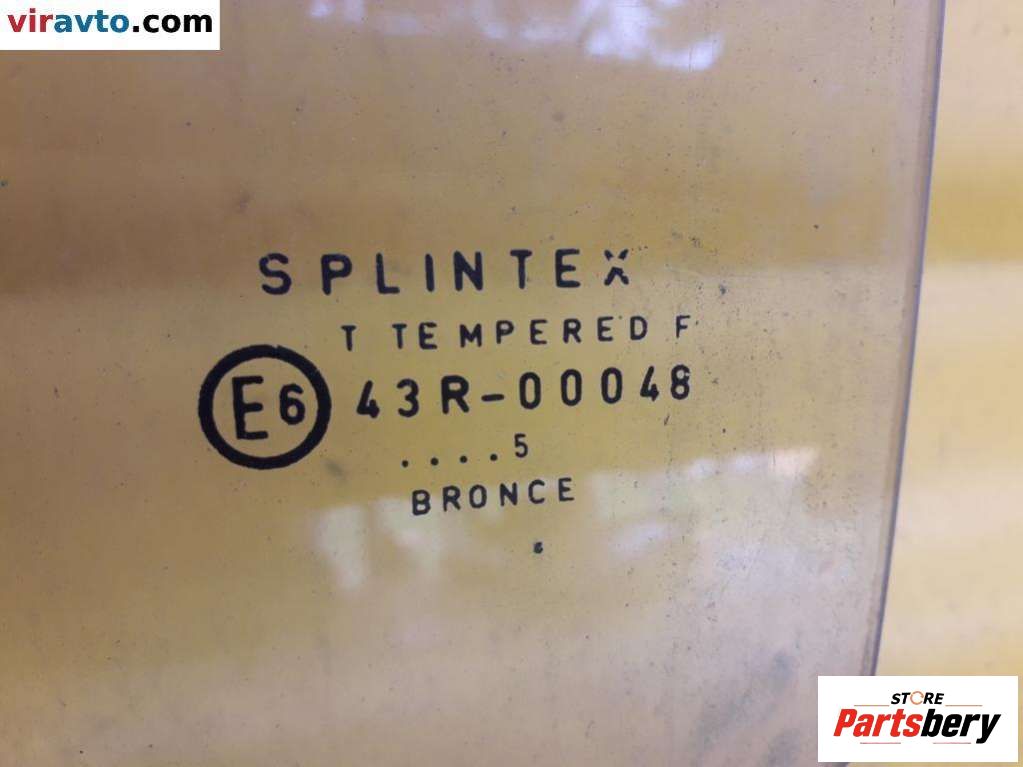 viravto.com
SPLINTEX
T TEMPERED F
E6 43R-00048
....5
BRONCE
.
STORE
Partsbery